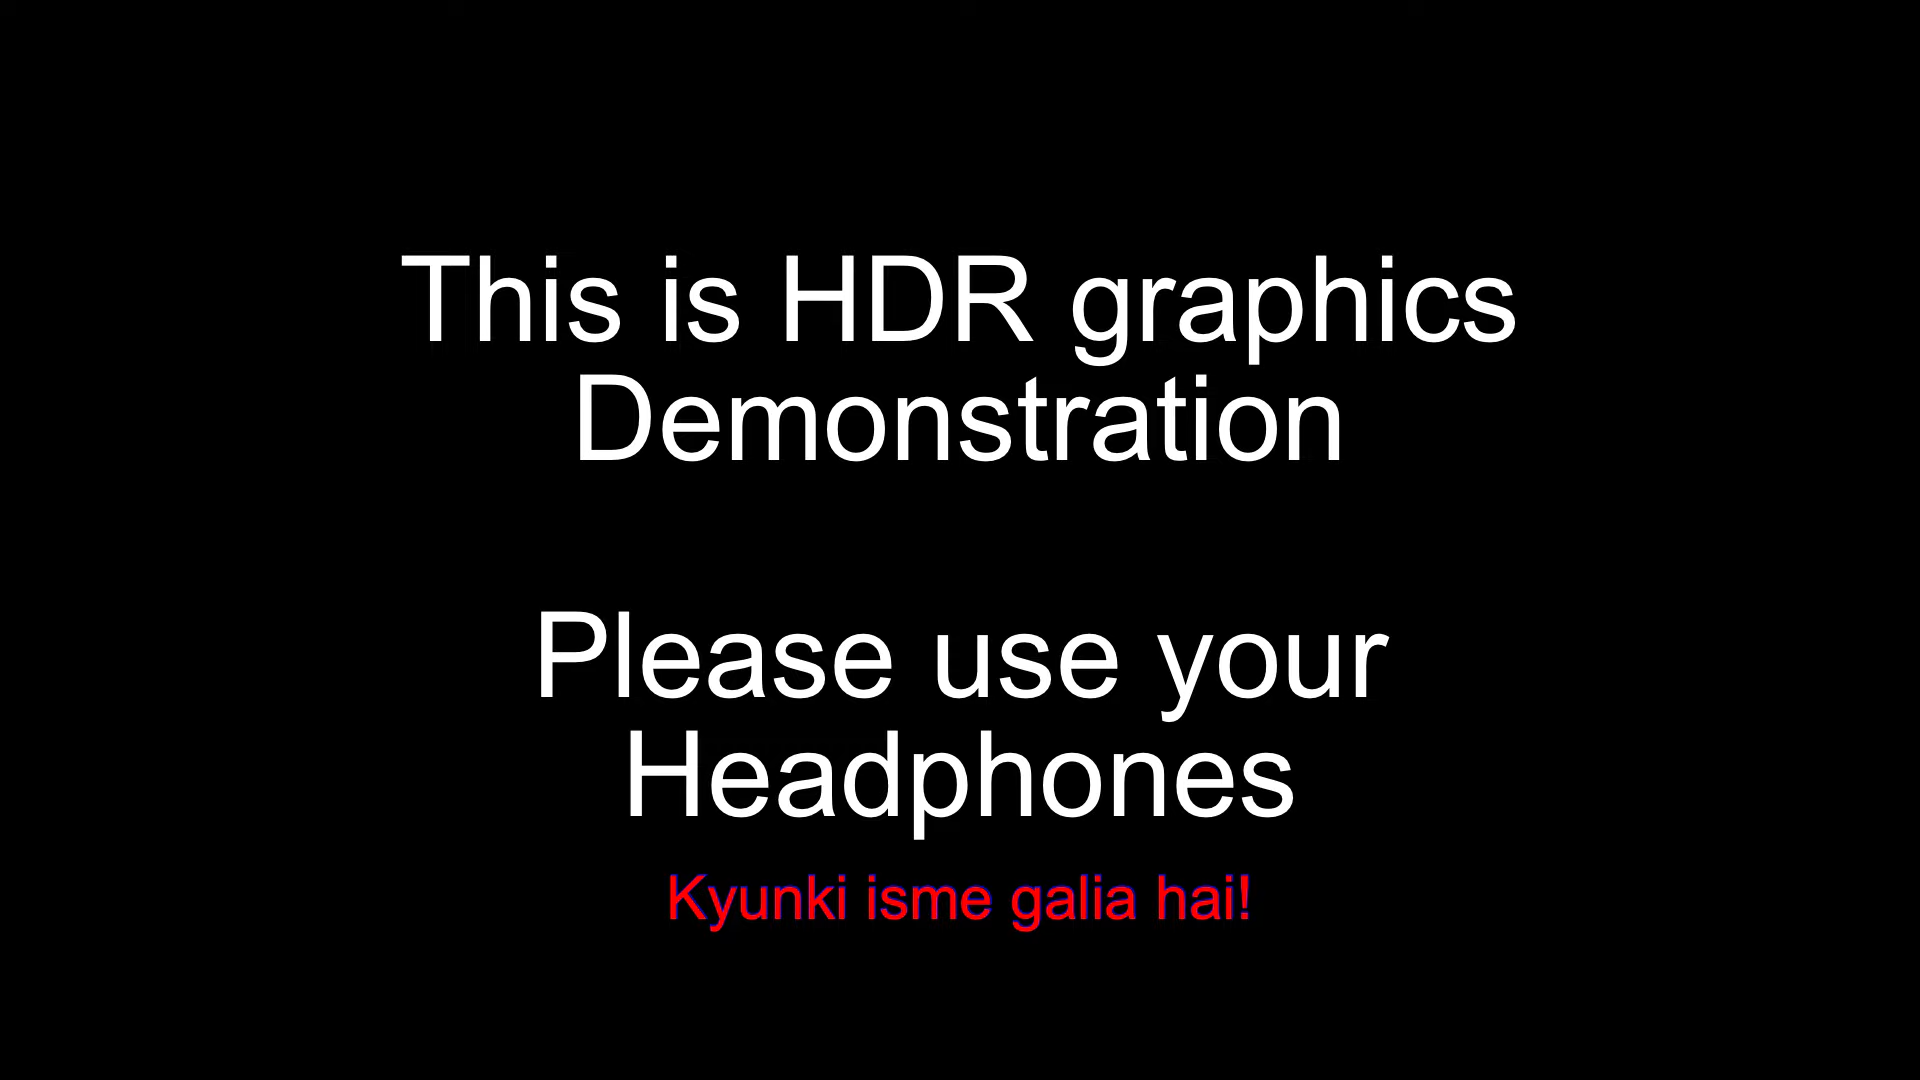 This is HDR graphics
Demonstration
Please use your
Headphones
Kyunki isme galia hai!